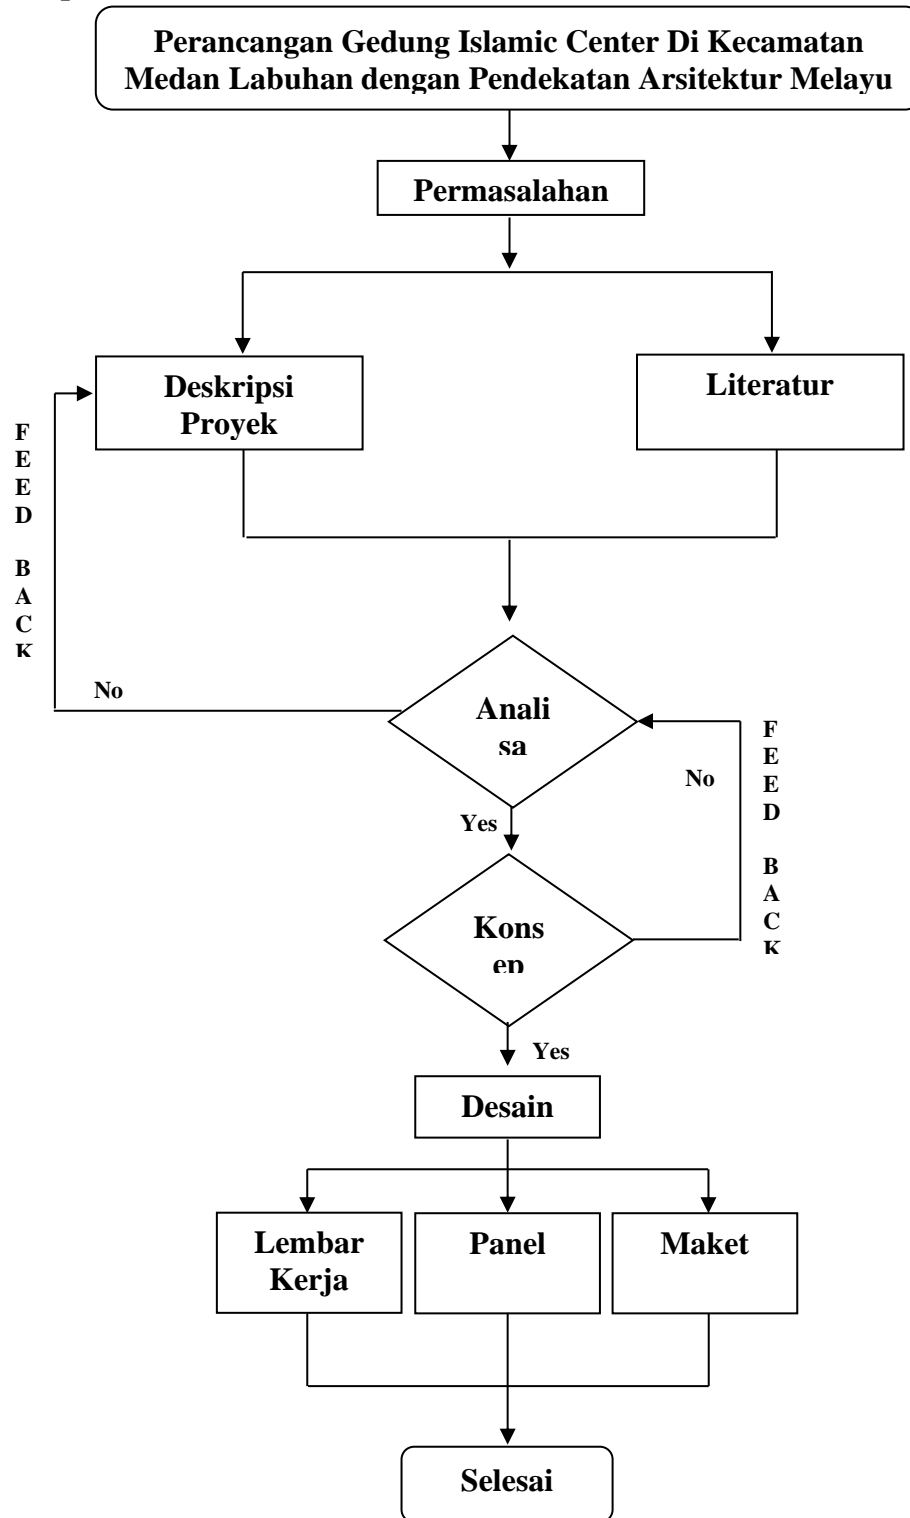 Perancangan Gedung Islamic Center Di Kecamatan
Medan Labuhan dengan Pendekatan Arsitektur Melayu
Permasalahan
Deskripsi
Proyek
Literatur
F
E
E
D
B
A
C
K
No
Anali
sa
F
E
E
D
B
A
C
K
No
Yes
Kons
ep
Yes
Desain
Lembar
Kerja
Panel
Maket
Selesai